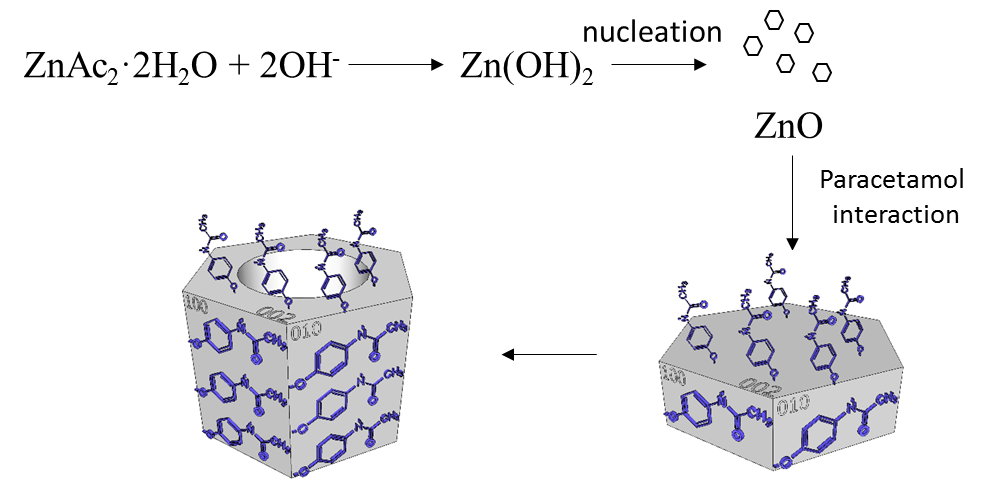 ZnAc₂·2H₂O + 2OH⁻
Zn(OH)₂
nucleation
ZnO
Paracetamol
interaction
100
002
010
100
002
010